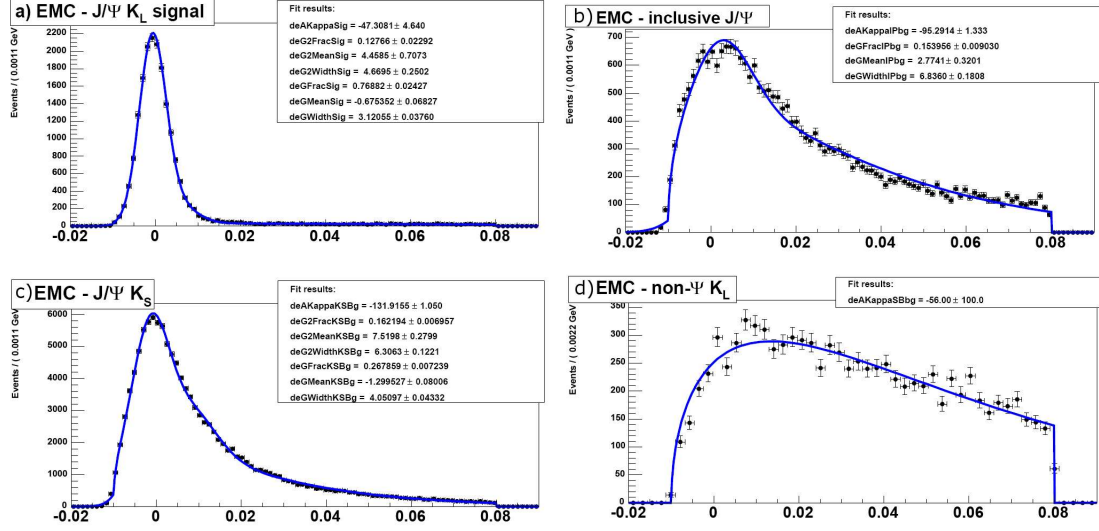 a) EMC - J/Ψ K_L signal
Fit results:
deAKappaSig = -47.3081 ± 4.640
deG2FracSig = 0.12766 ± 0.02292
deG2MeanSig = 4.4585 ± 0.7073
deG2WidthSig = 4.6695 ± 0.2502
deGFracSig = 0.76882 ± 0.02427
deGMeanSig = -0.675352 ± 0.06827
deGWidthSig = 3.12055 ± 0.03760
Events / ( 0.0011 GeV )
2200
2000
1800
1600
1400
1200
1000
800
600
400
200
0
-0.02 0 0.02 0.04 0.06 0.08
b) EMC - inclusive J/Ψ
Fit results:
deAKappaIPbg = -95.2914 ± 1.333
deGFracIPbg = 0.153956 ± 0.009030
deGMeanIPbg = 2.7741 ± 0.3201
deGWidthIPbg = 6.8360 ± 0.1808
Events / ( 0.0011 GeV )
700
600
500
400
300
200
100
0
-0.02 0 0.02 0.04 0.06 0.08
c) EMC - J/Ψ K_S
Fit results:
deAKappaKSBg = -131.9155 ± 1.050
deG2FracKSBg = 0.162194 ± 0.006957
deG2MeanKSBg = 7.5198 ± 0.2799
deG2WidthKSBg = 6.3063 ± 0.1221
deGFracKSBg = 0.267859 ± 0.007239
deGMeanKSBg = -1.299527 ± 0.08006
deGWidthKSBg = 4.05097 ± 0.04332
Events / ( 0.0011 GeV )
6000
5000
4000
3000
2000
1000
0
-0.02 0 0.02 0.04 0.06 0.08
d) EMC - non-Ψ K_L
Fit results:
deAKappaSBbg = -56.00 ± 100.0
Events / ( 0.0022 GeV )
350
300
250
200
150
100
50
0
-0.02 0 0.02 0.04 0.06 0.08